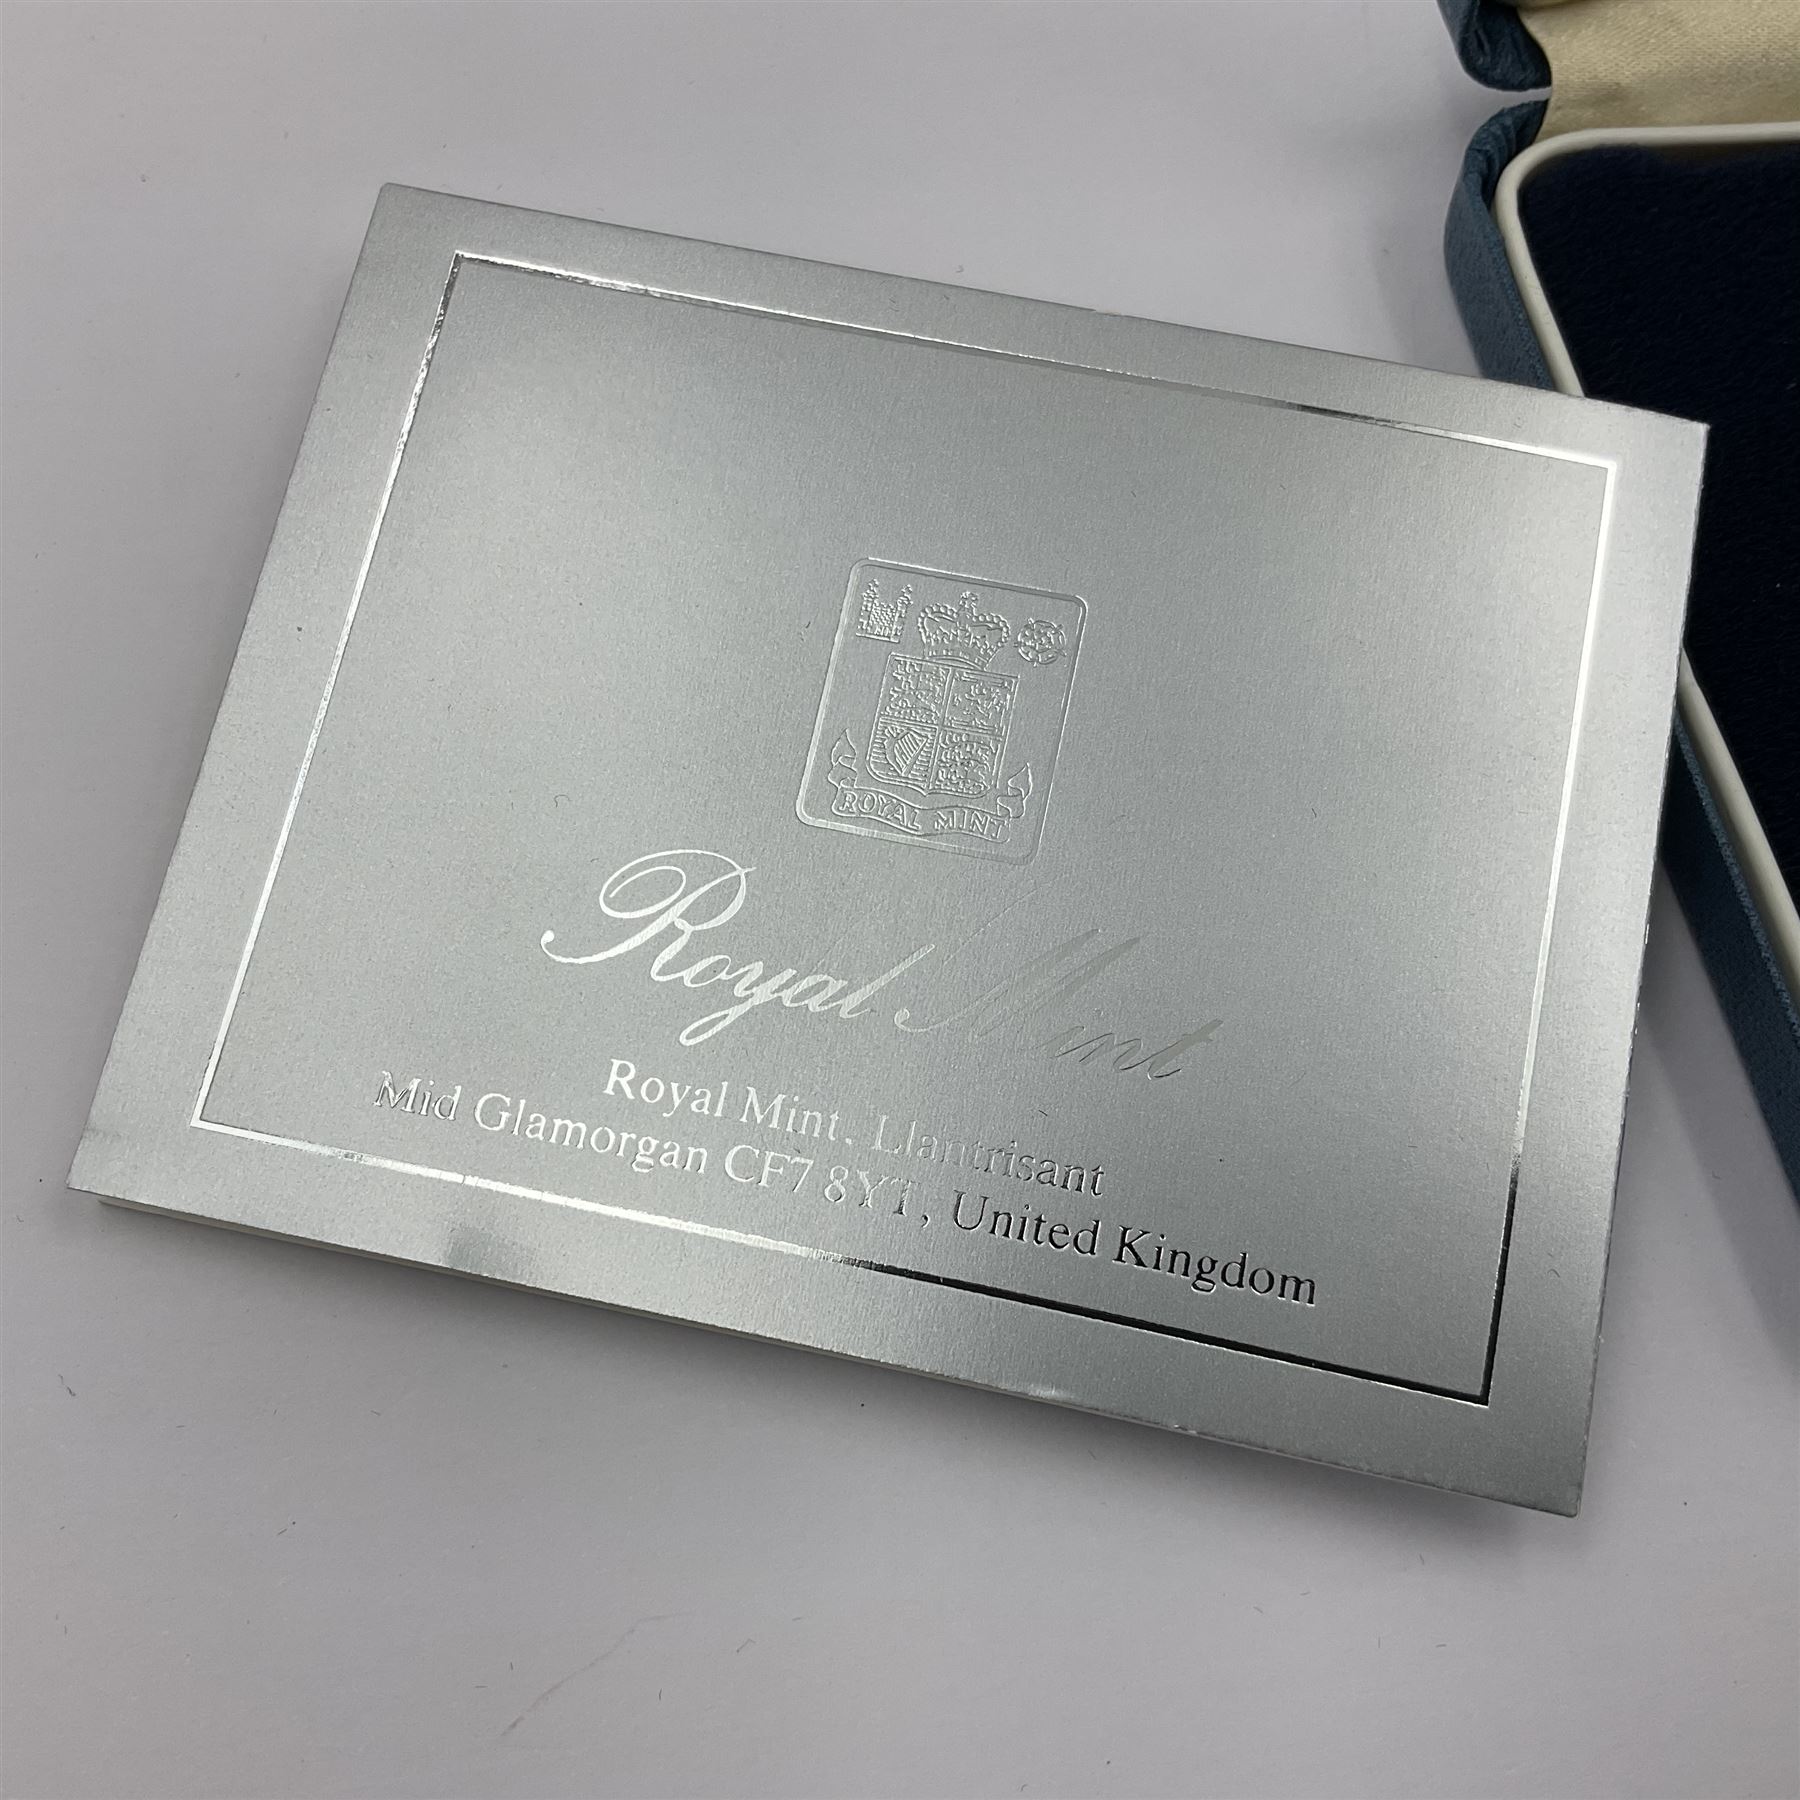 ROYAL MINT
Royal Mint
Royal Mint, Llantrisant
Mid Glamorgan CF7 8YT, United Kingdom